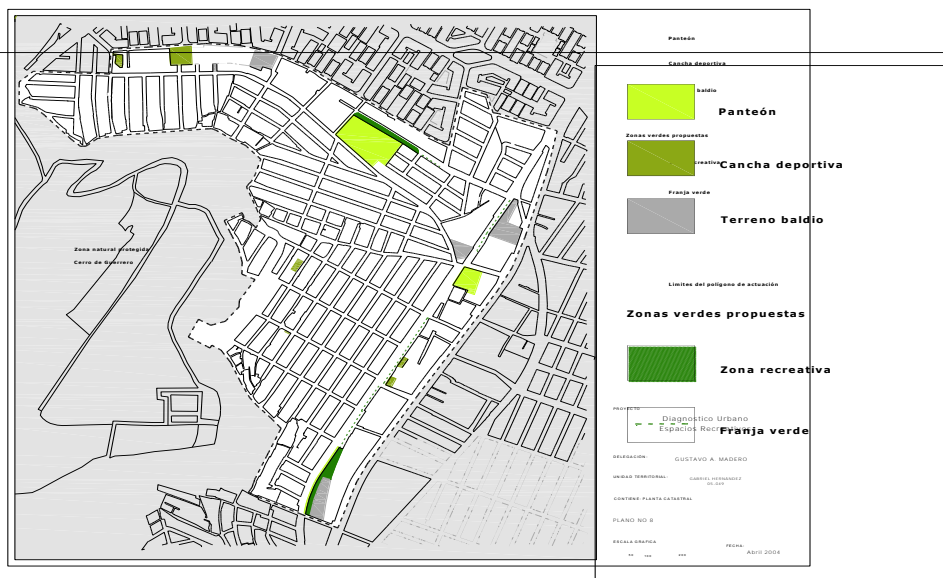 Zona natural protegida
Cerro de Guerrero
Panteón
Cancha deportiva
baldio
Panteón
Zonas verdes propuestas
creativa
Cancha deportiva
Franja verde
Terreno baldio
Limites del poligono de actuación
Zonas verdes propuestas
Zona recreativa
PROYECTO
Diagnostico Urbano
Espacios Recreativos
Franja verde
DELEGACIÓN:
GUSTAVO A. MADERO
UNIDAD TERRITORIAL:
GABRIEL HERNANDEZ
CONTIENE: PLANTA CATASTRAL
PLANO NO 8
ESCALA GRAFICA
FECHA:
Abril 2004